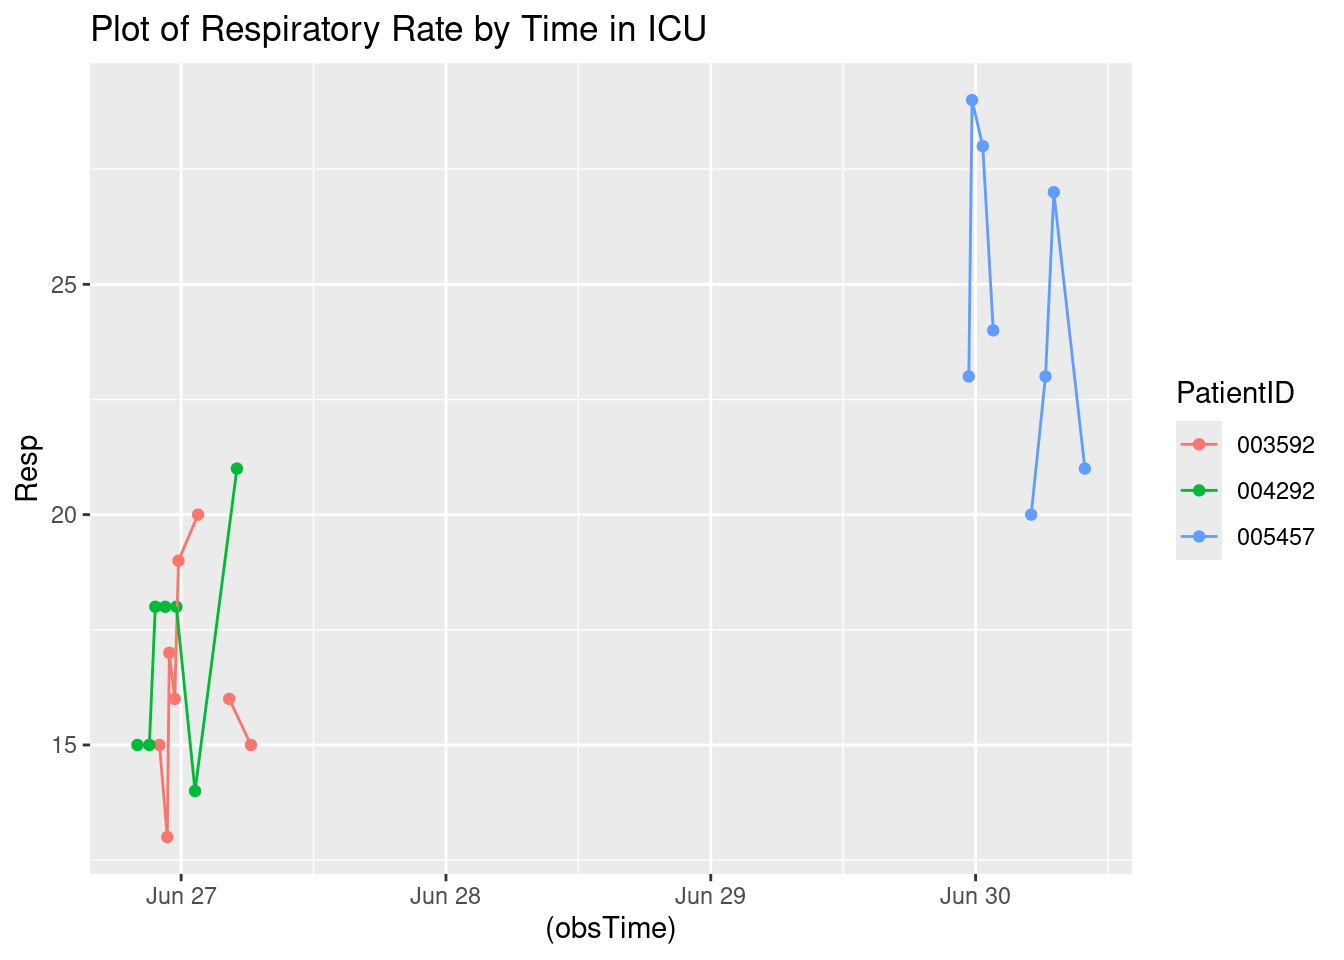 Plot of Respiratory Rate by Time in ICU
25
20
15
Resp
Jun 27
Jun 28
Jun 29
Jun 30
(obsTime)
PatientID
003592
004292
005457